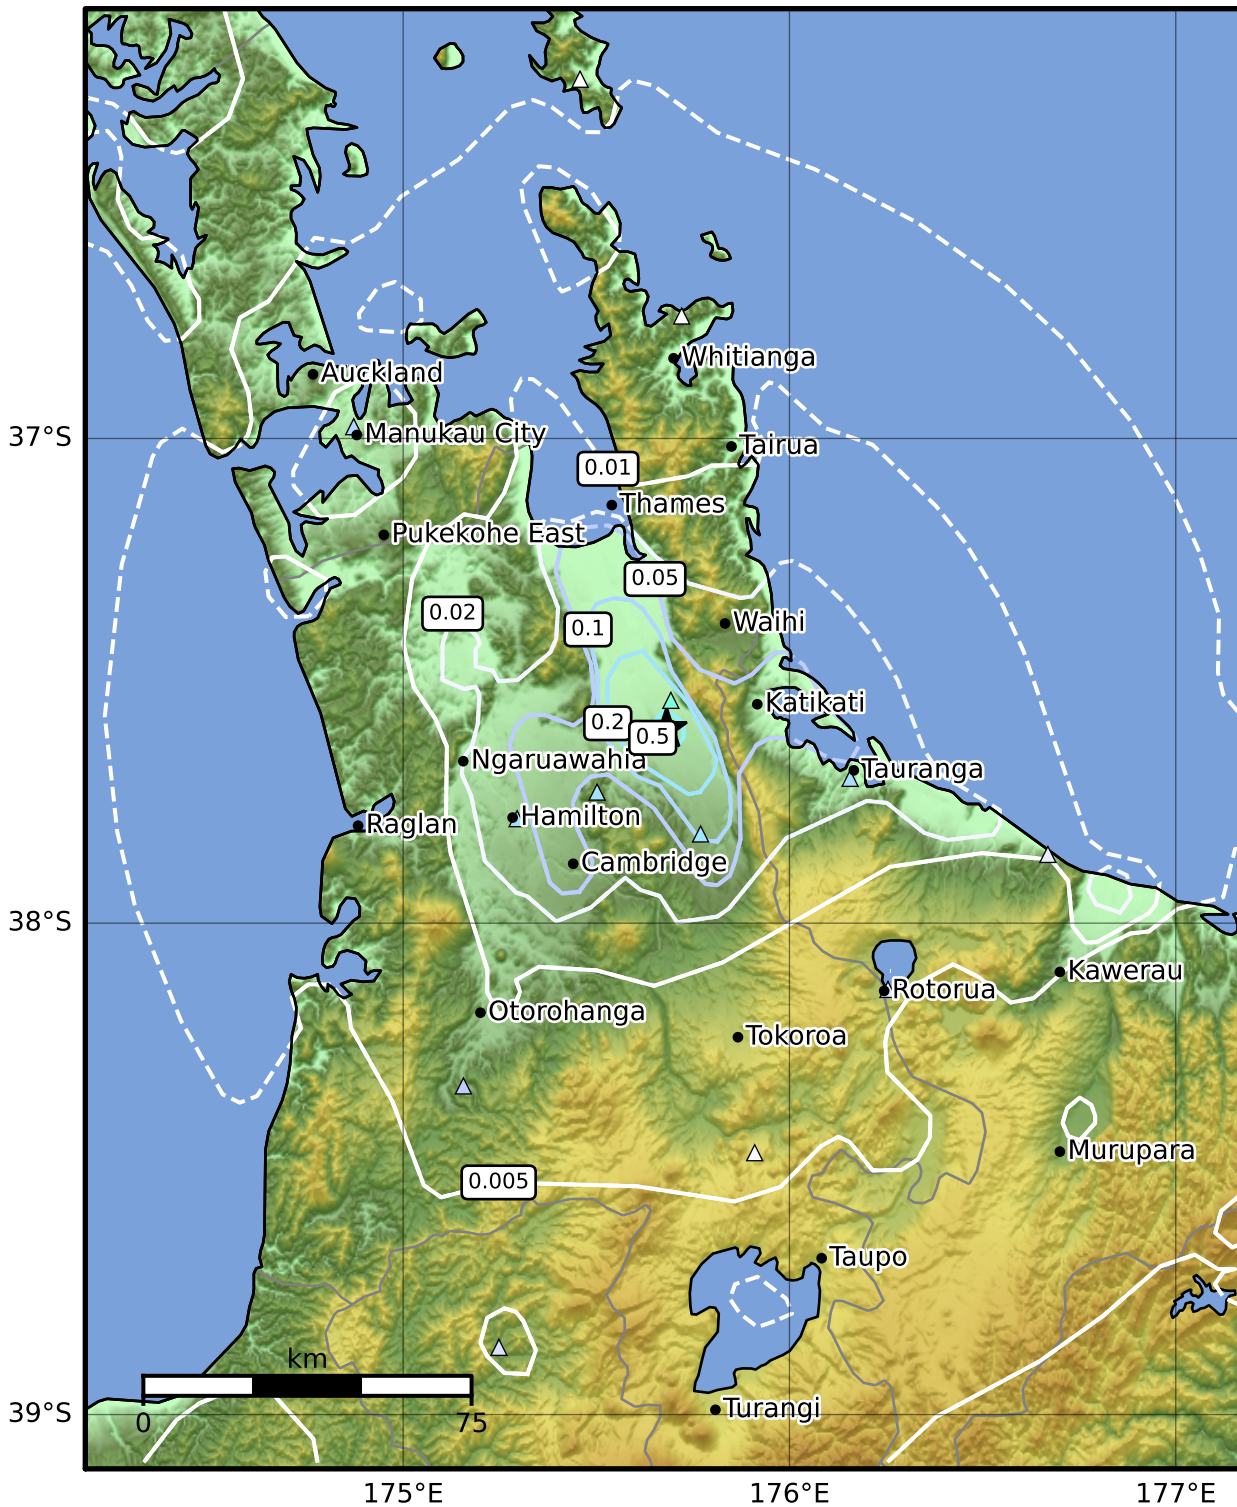 Whitianga
Auckland
Manukau City
37°S
Tairua
0.01
Thames
Pukekohe East
0.05
0.02
0.1
Waihi
Katikati
0.2
0.5
Ngaruawahia
Tauranga
Hamilton
Raglan
Cambridge
38°S
Kawerau
Rotorua
Otorohanga
Tokoroa
Murupara
0.005
Taupo
km
0
75
39°S
Turangi
175°E
176°E
177°E